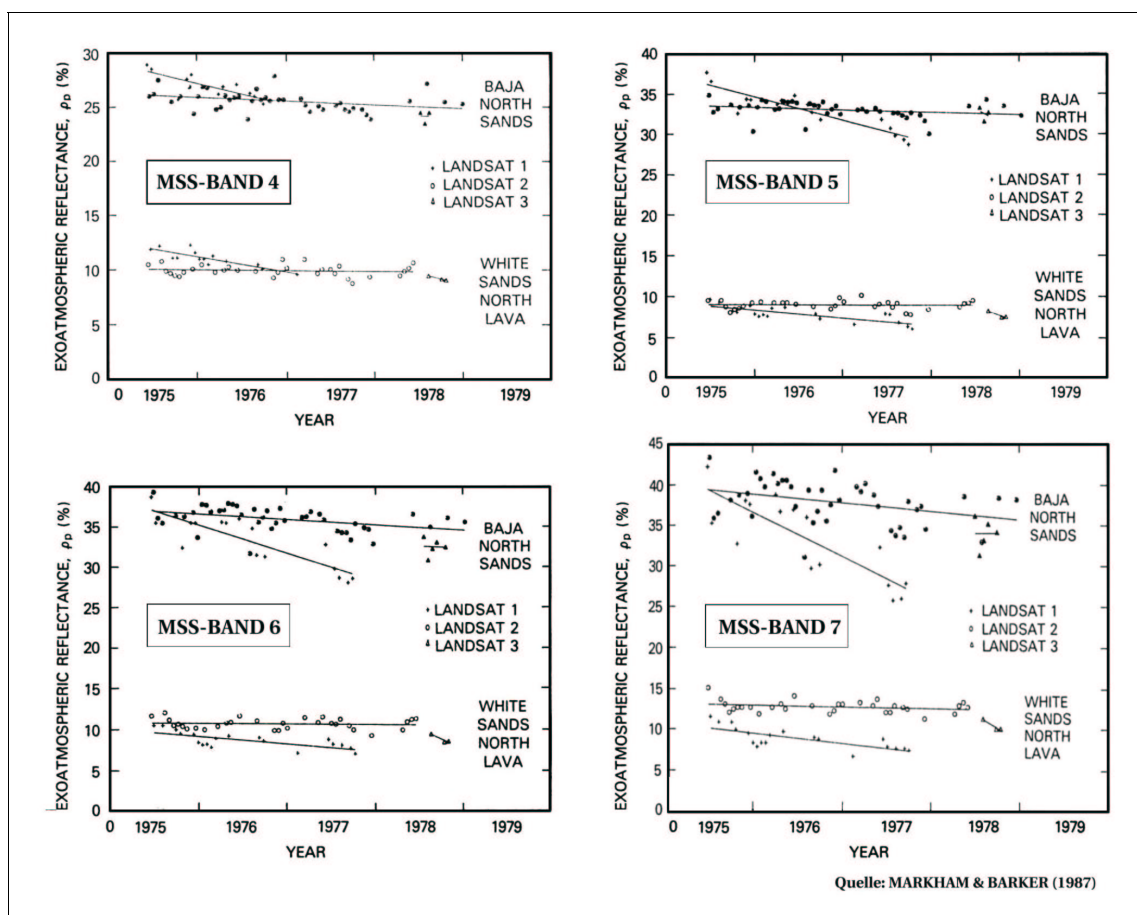 EXOATMOSPHERIC REFLECTANCE, ρp (%)
30
25
20
15
10
5
0
BAJA
NORTH
SANDS
MSS-BAND 4
LANDSAT 1
LANDSAT 2
LANDSAT 3
WHITE
SANDS
NORTH
LAVA
0 1975 1976 1977 1978 1979
YEAR
EXOATMOSPHERIC REFLECTANCE, ρp (%)
40
35
30
25
20
15
10
5
0
BAJA
NORTH
SANDS
MSS-BAND 5
LANDSAT 1
LANDSAT 2
LANDSAT 3
WHITE
SANDS
NORTH
LAVA
0 1975 1976 1977 1978 1979
YEAR
EXOATMOSPHERIC REFLECTANCE, ρp (%)
40
35
30
25
20
15
10
5
0
BAJA
NORTH
SANDS
MSS-BAND 6
LANDSAT 1
LANDSAT 2
LANDSAT 3
WHITE
SANDS
NORTH
LAVA
0 1975 1976 1977 1978 1979
YEAR
EXOATMOSPHERIC REFLECTANCE, ρp (%)
45
40
35
30
25
20
15
10
5
0
BAJA
NORTH
SANDS
MSS-BAND 7
LANDSAT 1
LANDSAT 2
LANDSAT 3
WHITE
SANDS
NORTH
LAVA
0 1975 1976 1977 1978 1979
YEAR
Quelle: MARKHAM & BARKER (1987)